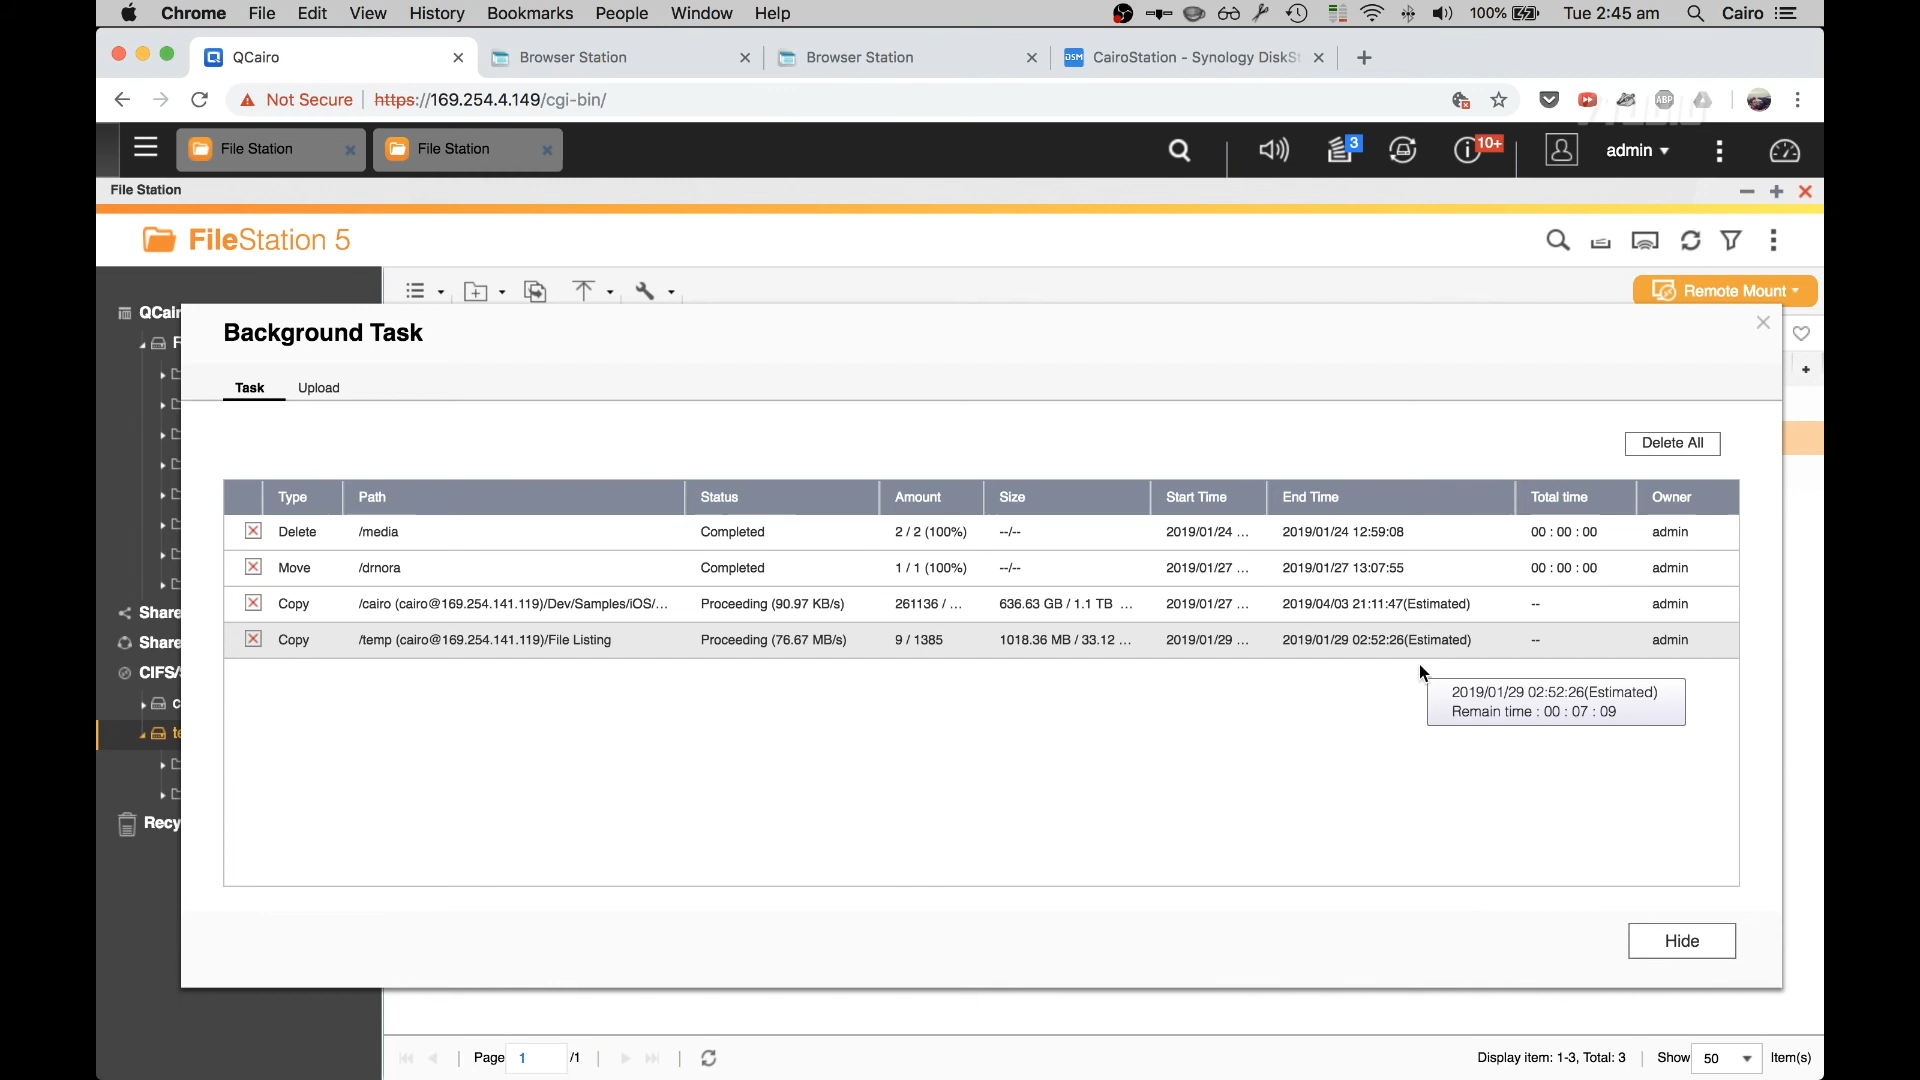 Chrome File Edit View History Bookmarks People Window Help 100% Tue 2:45 am Cairo
QCairo Browser Station Browser Station DSM CairoStation - Synology DiskSt
Not Secure https://169.254.4.149/cgi-bin/ ABP
File Station File Station 3 10+ admin
File Station
FileStation 5
Remote Mount
QCair
Background Task
F
Task Upload
Delete All
Type Path Status Amount Size Start Time End Time Total time Owner
Delete /media Completed 2 / 2 (100%) --/-- 2019/01/24 ... 2019/01/24 12:59:08 00 : 00 : 00 admin
Move /drnora Completed 1 / 1 (100%) --/-- 2019/01/27 ... 2019/01/27 13:07:55 00 : 00 : 00 admin
Copy /cairo (cairo@169.254.141.119)/Dev/Samples/iOS/... Proceeding (90.97 KB/s) 261136 / ... 636.63 GB / 1.1 TB ... 2019/01/27 ... 2019/04/03 21:11:47(Estimated) -- admin
Share
Copy /temp (cairo@169.254.141.119)/File Listing Proceeding (76.67 MB/s) 9 / 1385 1018.36 MB / 33.12 ... 2019/01/29 ... 2019/01/29 02:52:26(Estimated) -- admin
Share
CIFS/
2019/01/29 02:52:26(Estimated)
Remain time : 00 : 07 : 09
c
te
Recy
Hide
Page 1 /1 Display item: 1-3, Total: 3 Show 50 Item(s)